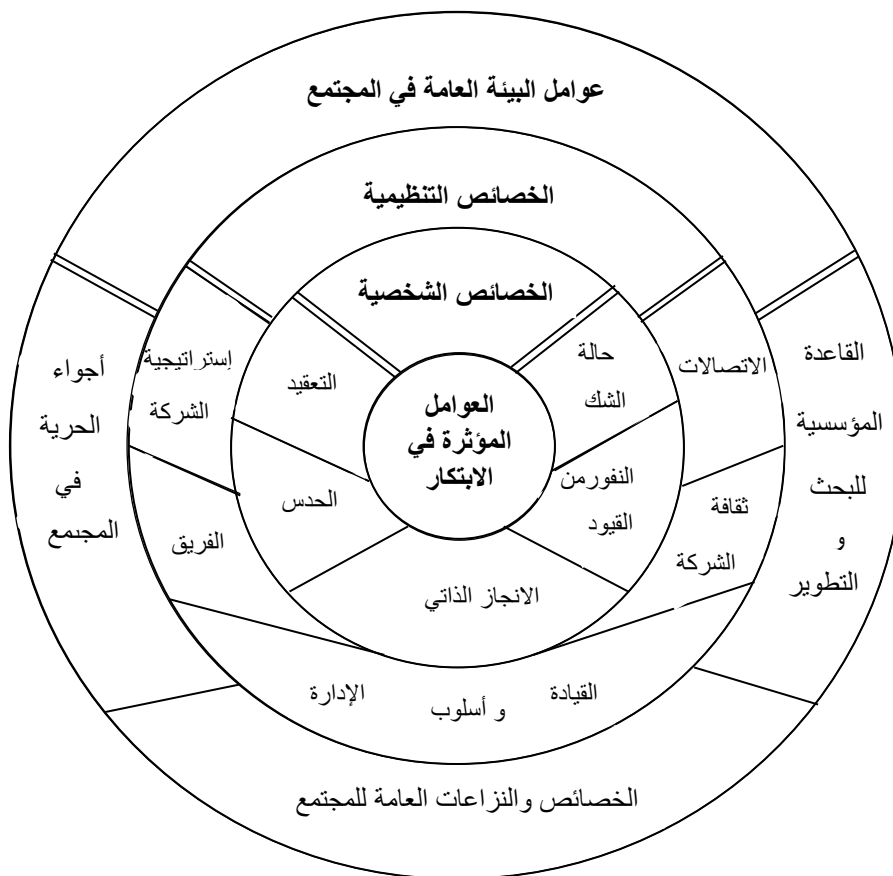 عوامل البيئة العامة في المجتمع
الخصائص التنظيمية
الخصائص الشخصية
العوامل
المؤثرة في
الابتكار
حالة
الشك
النفورمن
القيود
الانجاز الذاتي
الحدس
التعقيد
الاتصالات
ثقافة
الشركة
القيادة
و أسلوب
الإدارة
الفريق
إستراتيجية
الشركة
القاعدة
المؤسسية
للبحث
و
التطوير
الخصائص والنزاعات العامة للمجتمع
أجواء
الحرية
في
المجتمع